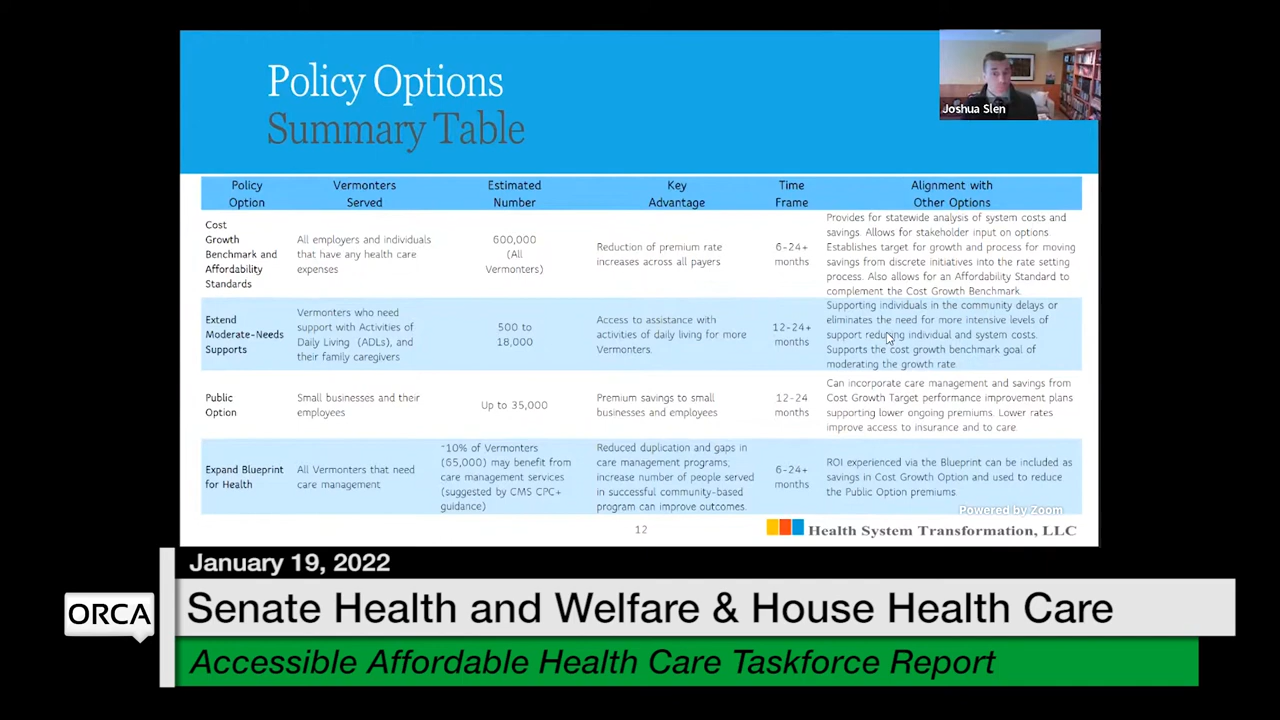 Policy Options
Summary Table
Joshua Slen
Policy
Option
Vermonters
Served
Estimated
Number
Key
Advantage
Time
Frame
Alignment with
Other Options
Cost
Growth
Benchmark and
Affordability
Standards
All employers and individuals
that have any health care
expenses
600,000
(All
Vermonters)
Reduction of premium rate
increases across all payers
6-24+
months
Provides for statewide analysis of system costs and
savings. Allows for stakeholder input on options.
Establishes target for growth and process for moving
savings from discrete initiatives into the rate setting
process. Also allows for an Affordability Standard to
complement the Cost Growth Benchmark.
Extend
Moderate-Needs
Supports
Vermonters who need
support with Activities of
Daily Living (ADLs), and
their family caregivers
500 to
18,000
Access to assistance with
activities of daily living for more
Vermonters.
12-24+
months
Supporting individuals in the community delays or
eliminates the need for more intensive levels of
support reducing individual and system costs.
Supports the cost growth benchmark goal of
moderating the growth rate
Public
Option
Small businesses and their
employees
Up to 35,000
Premium savings to small
businesses and employees
12-24
months
Can incorporate care management and savings from
Cost Growth Target performance improvement plans
supporting lower ongoing premiums. Lower rates
improve access to insurance and to care
Expand Blueprint
for Health
All Vermonters that need
care management
~10% of Vermonters
(65,000) may benefit from
care management services
(suggested by CMS CPC+
guidance)
Reduced duplication and gaps in
care management programs;
increase number of people served
in successful community-based
program can improve outcomes.
6-24+
months
ROI experienced via the Blueprint can be included as
savings in Cost Growth Option and used to reduce
the Public Option premiums
Powered by Zoom
12
Health System Transformation, LLC
January 19, 2022
ORCA
Senate Health and Welfare & House Health Care
Accessible Affordable Health Care Taskforce Report